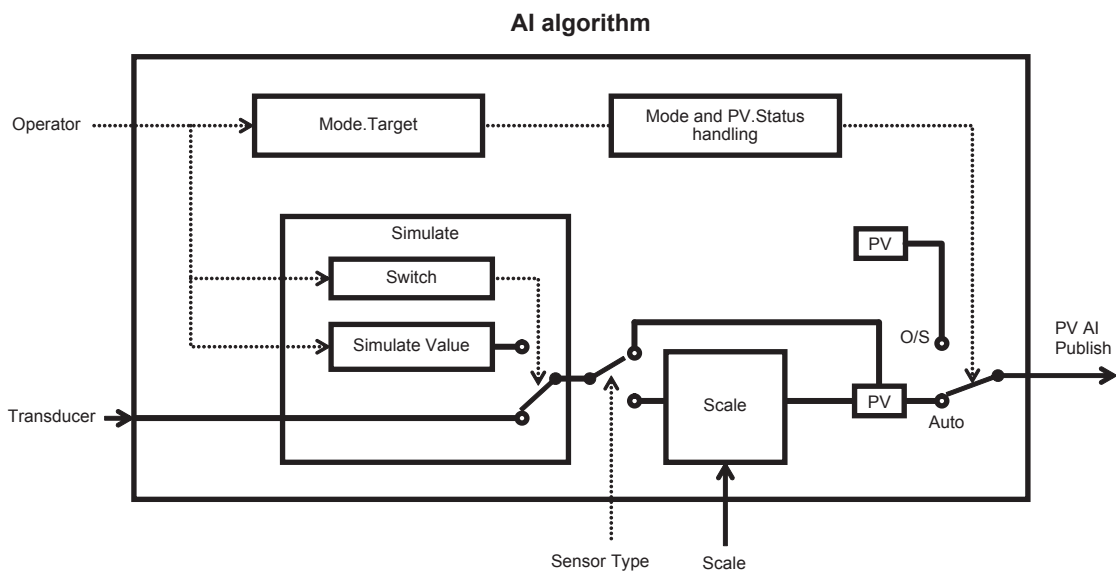 AI algorithm
Operator
Mode.Target
Mode and PV.Status
handling
Simulate
Switch
Simulate Value
PV
O/S
PV AI
Publish
Transducer
Scale
PV
Auto
Sensor Type
Scale